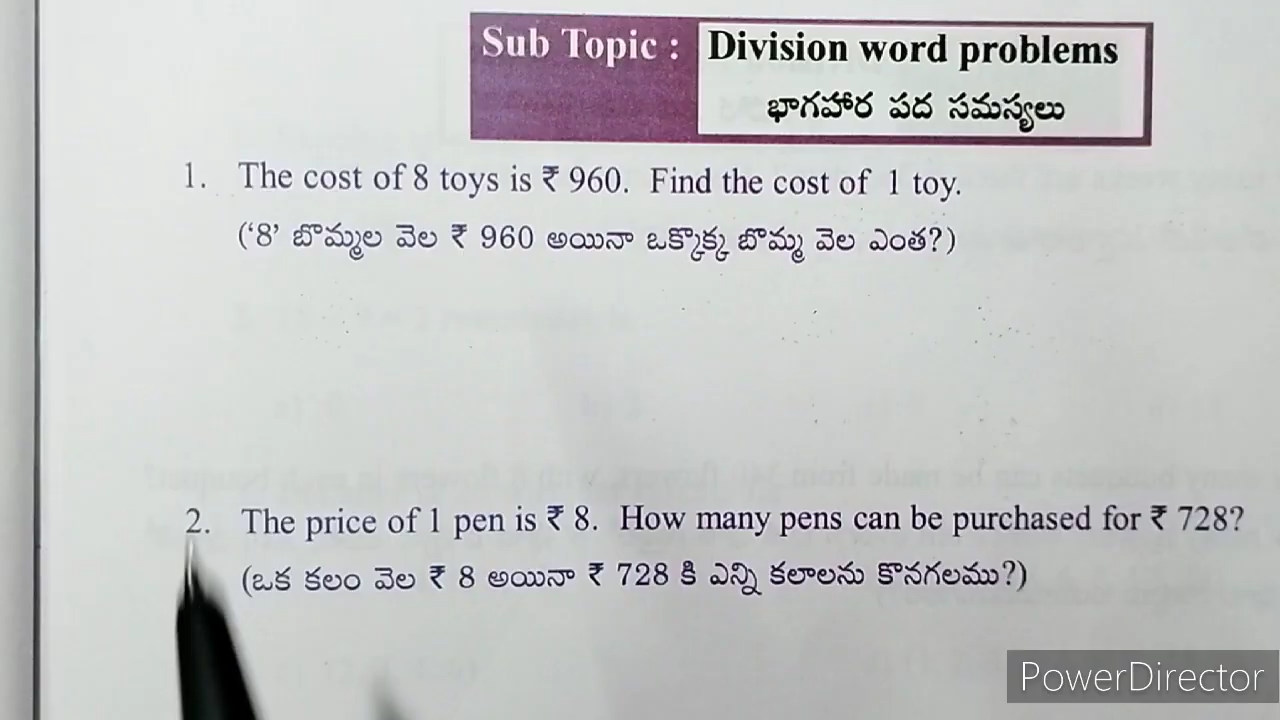 Sub Topic : Division word problems
భాగహార పద సమస్యలు
1. The cost of 8 toys is ₹ 960. Find the cost of 1 toy.
(‘8’ బొమ్మల వెల ₹ 960 అయినా ఒక్కొక్క బొమ్మ వెల ఎంత?)
2. The price of 1 pen is ₹ 8. How many pens can be purchased for ₹ 728?
(ఒక కలం వెల ₹ 8 అయినా ₹ 728 కి ఎన్ని కలాలను కొనగలము?)
PowerDirector